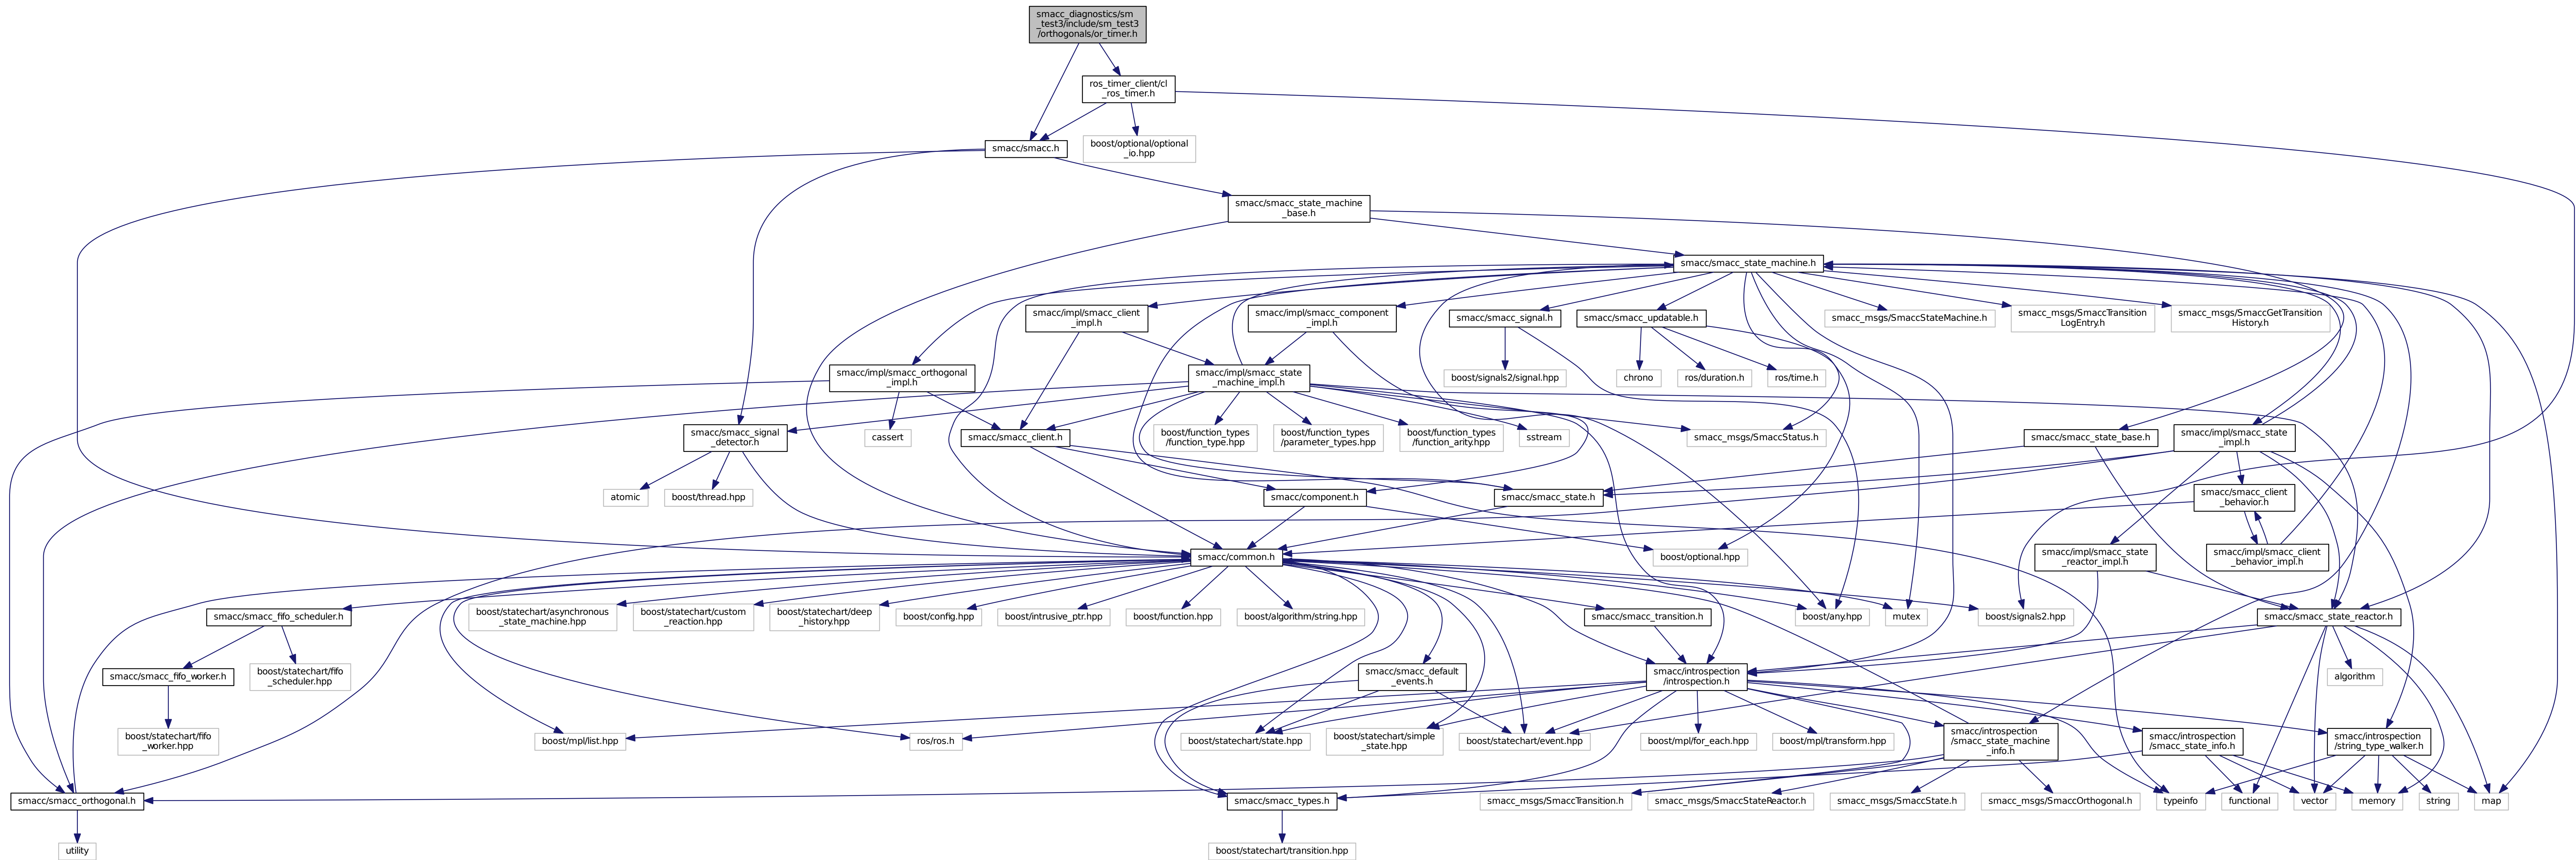 smacc_diagnostics/sm
_test3/include/sm_test3
/orthogonals/or_timer.h
ros_timer_client/cl
_ros_timer.h
smacc/smacc.h
boost/optional/optional
_io.hpp
smacc/smacc_state_machine
_base.h
smacc/smacc_state_machine.h
smacc/impl/smacc_client
_impl.h
smacc/impl/smacc_component
_impl.h
smacc/smacc_signal.h
smacc/smacc_updatable.h
smacc_msgs/SmaccStateMachine.h
smacc_msgs/SmaccTransition
LogEntry.h
smacc_msgs/SmaccGetTransition
History.h
smacc/impl/smacc_orthogonal
_impl.h
smacc/impl/smacc_state
_machine_impl.h
boost/signals2/signal.hpp
chrono
ros/duration.h
ros/time.h
smacc/smacc_signal
_detector.h
cassert
smacc/smacc_client.h
boost/function_types
/function_type.hpp
boost/function_types
/parameter_types.hpp
boost/function_types
/function_arity.hpp
sstream
smacc_msgs/SmaccStatus.h
smacc/smacc_state_base.h
smacc/impl/smacc_state
_impl.h
atomic
boost/thread.hpp
smacc/component.h
smacc/smacc_state.h
smacc/smacc_client
_behavior.h
smacc/common.h
boost/optional.hpp
smacc/impl/smacc_state
_reactor_impl.h
smacc/impl/smacc_client
_behavior_impl.h
smacc/smacc_fifo_scheduler.h
boost/statechart/asynchronous
_state_machine.hpp
boost/statechart/custom
_reaction.hpp
boost/statechart/deep
_history.hpp
boost/config.hpp
boost/intrusive_ptr.hpp
boost/function.hpp
boost/algorithm/string.hpp
smacc/smacc_transition.h
boost/any.hpp
mutex
boost/signals2.hpp
smacc/smacc_state_reactor.h
smacc/smacc_fifo_worker.h
boost/statechart/fifo
_scheduler.hpp
smacc/smacc_default
_events.h
smacc/introspection
/introspection.h
algorithm
boost/statechart/fifo
_worker.hpp
boost/mpl/list.hpp
ros/ros.h
boost/statechart/state.hpp
boost/statechart/simple
_state.hpp
boost/statechart/event.hpp
boost/mpl/for_each.hpp
boost/mpl/transform.hpp
smacc/introspection
/smacc_state_machine
_info.h
smacc/introspection
/smacc_state_info.h
smacc/introspection
/string_type_walker.h
smacc/smacc_orthogonal.h
smacc/smacc_types.h
smacc_msgs/SmaccTransition.h
smacc_msgs/SmaccStateReactor.h
smacc_msgs/SmaccState.h
smacc_msgs/SmaccOrthogonal.h
typeinfo
functional
vector
memory
string
map
utility
boost/statechart/transition.hpp